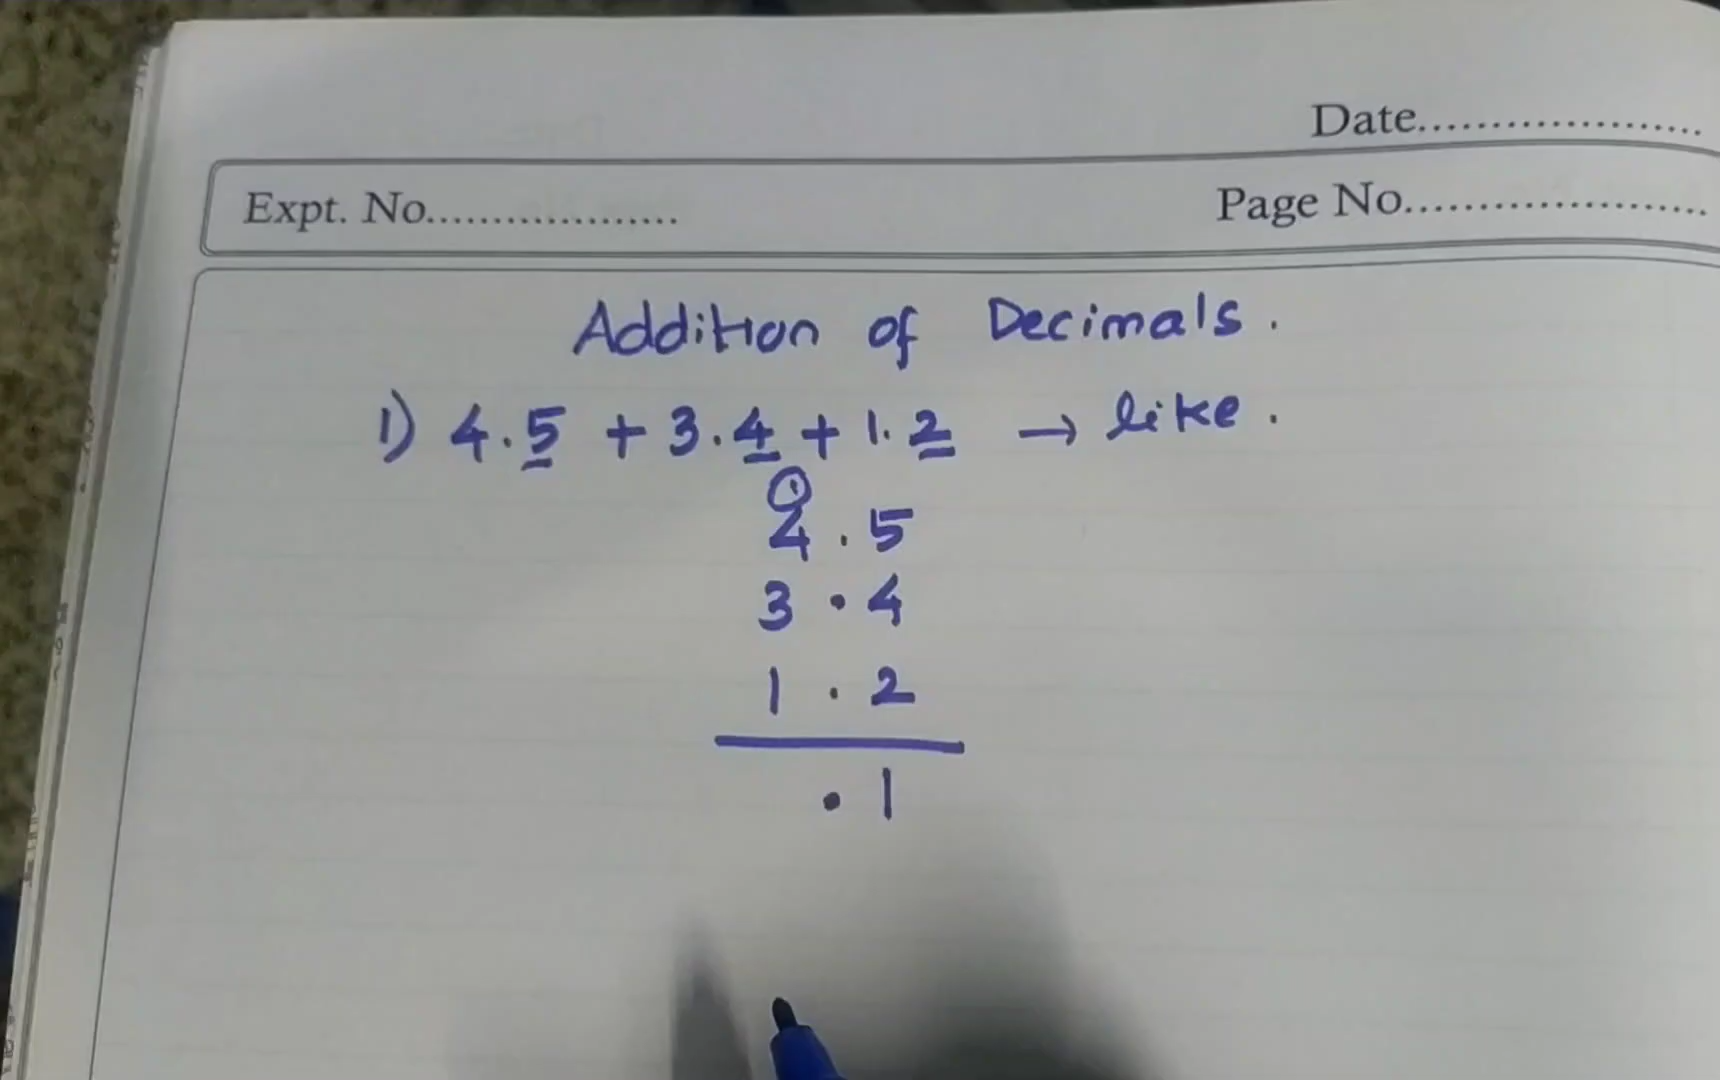 Date....................
Expt. No................... Page No.....................
Addition of Decimals.
1) 4.5 + 3.4 + 1.2 → like.
1
4.5
3.4
1.2
.1